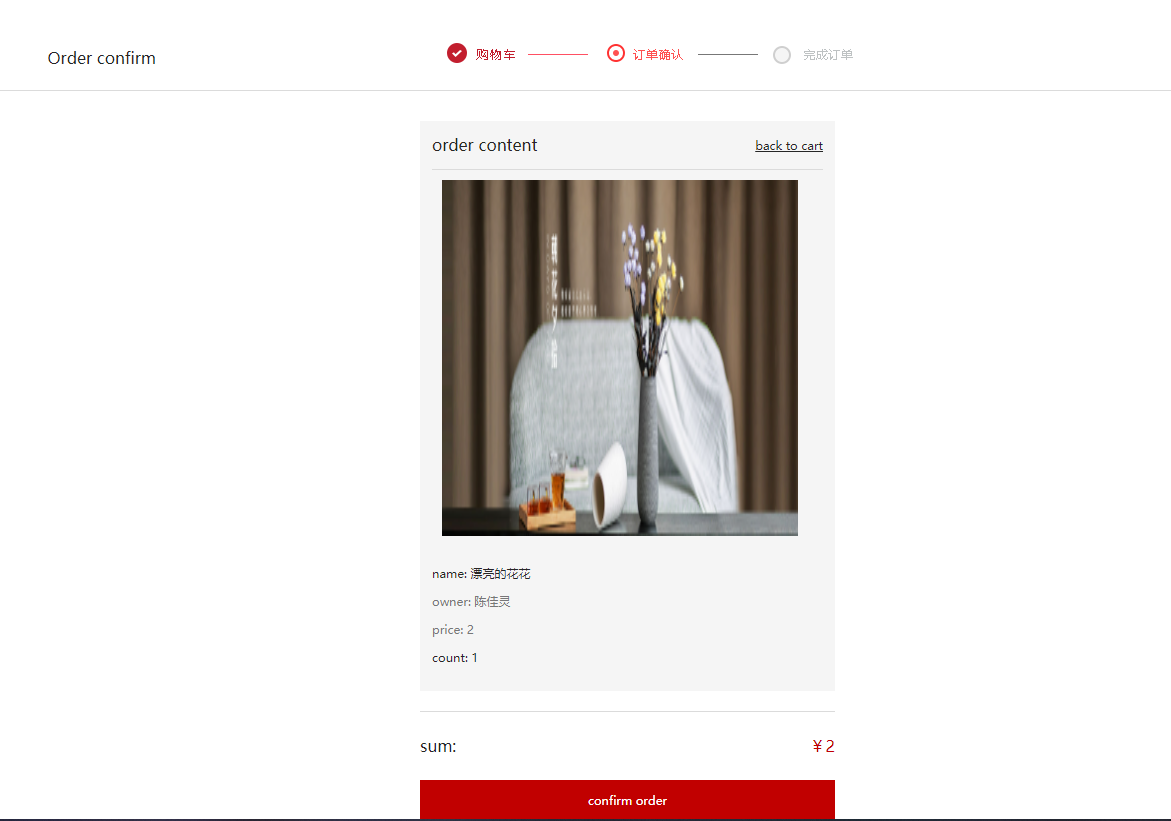 Order confirm
购物车
订单确认
完成订单
order content
back to cart
name: 漂亮的花花
owner: 陈佳灵
price: 2
count: 1
sum:
¥ 2
confirm order